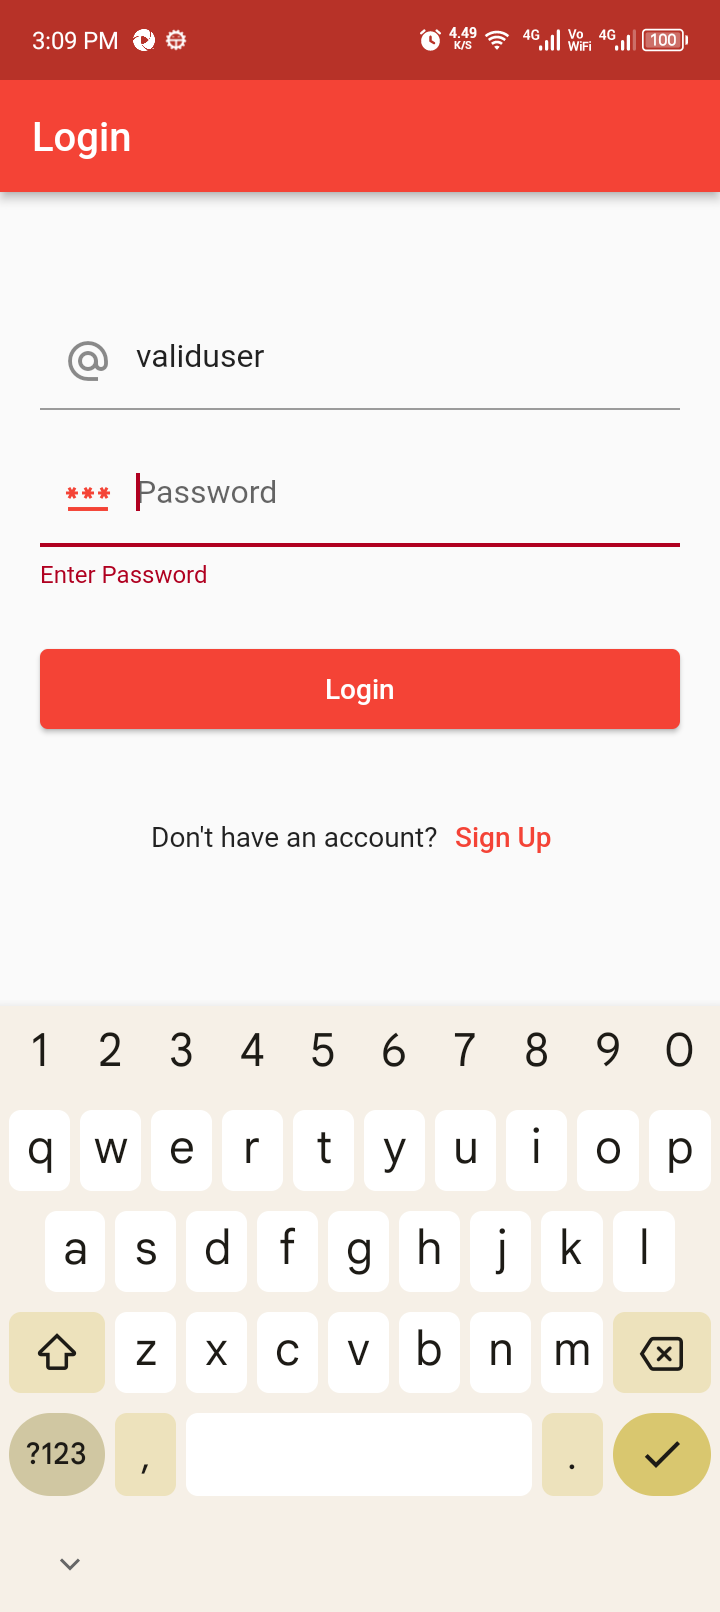 3:09 PM 4.49 K/S 4G Vo WiFi 4G 100
Login
@ validuser
*** Password
Enter Password
Login
Don't have an account? Sign Up
1 2 3 4 5 6 7 8 9 0
q w e r t y u i o p
a s d f g h j k l
z x c v b n m
?123 , .